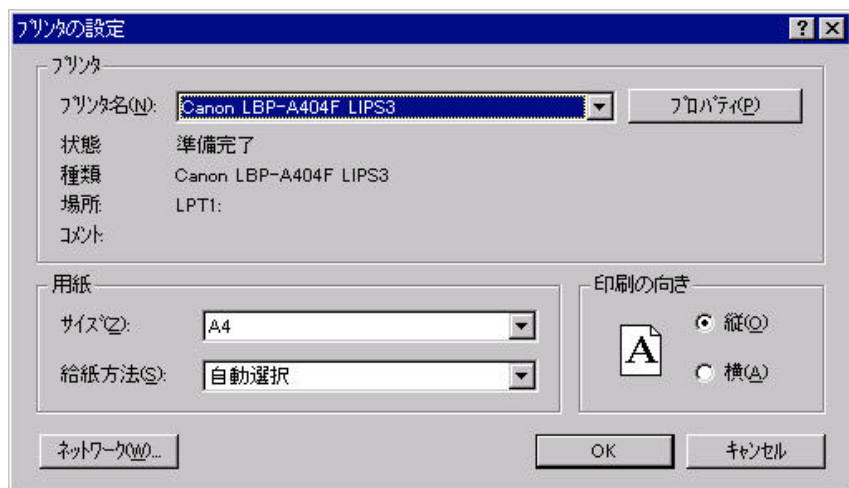 プリンタの設定
プリンタ
プリンタ名(N):
Canon LBP-A404F LIPS3
プロパティ(P)
状態
準備完了
種類
Canon LBP-A404F LIPS3
場所:
LPT1:
コメント:
用紙
サイズ(Z):
A4
給紙方法(S):
自動選択
印刷の向き
A
縦(O)
横(A)
ネットワーク(W)...
OK
キャンセル